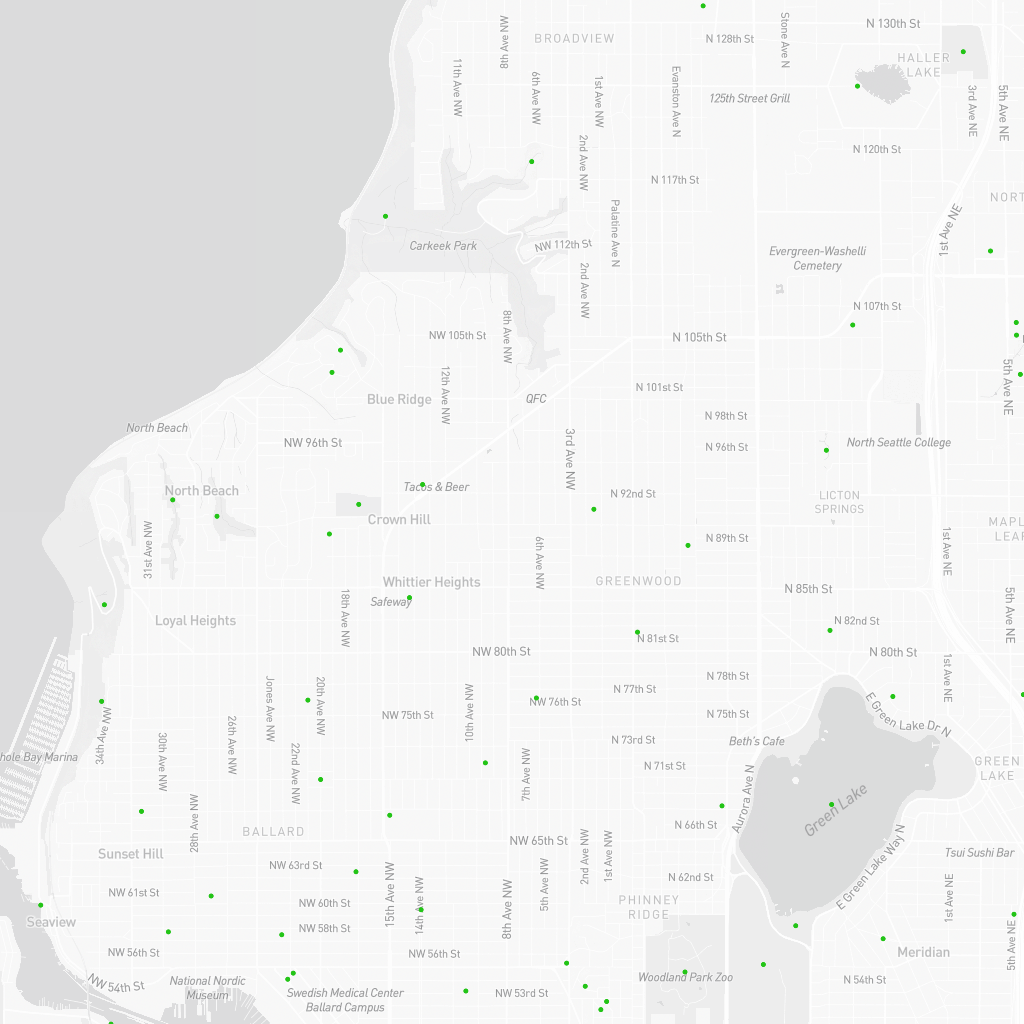 N 130th St
8th Ave NW
Stone Ave N
BROADVIEW
N 128th St
HALLER
LAKE
11th Ave NW
6th Ave NW
1st Ave NW
Evanston Ave N
125th Street Grill
3rd Ave NE
5th Ave NE
2nd Ave NW
N 120th St
N 117th St
NORT
Palatine Ave N
1st Ave NE
Carkeek Park
NW 112th St
Evergreen-Washelli
Cemetery
2nd Ave NW
N 107th St
8th Ave NW
NW 105th St
N 105th St
12th Ave NW
5th Ave NE
N 101st St
Blue Ridge
QFC
N 98th St
North Beach
NW 96th St
3rd Ave NW
N 96th St
North Seattle College
North Beach
Tacos & Beer
N 92nd St
LICTON
SPRINGS
Crown Hill
MAPL
LEAF
31st Ave NW
6th Ave NW
N 89th St
1st Ave NE
Whittier Heights
GREENWOOD
N 85th St
Safeway
18th Ave NW
5th Ave NE
Loyal Heights
N 82nd St
N 81st St
NW 80th St
N 80th St
1st Ave NE
N 78th St
N 77th St
Jones Ave NW
20th Ave NW
10th Ave NW
NW 76th St
NW 75th St
N 75th St
E Green Lake Dr N
34th Ave NW
26th Ave NW
N 73rd St
Beth's Cafe
hole Bay Marina
30th Ave NW
22nd Ave NW
7th Ave NW
N 71st St
GREEN
LAKE
Aurora Ave N
Green Lake
28th Ave NW
BALLARD
N 66th St
NW 65th St
Sunset Hill
2nd Ave NW
1st Ave NW
Tsui Sushi Bar
NW 63rd St
E Green Lake Way N
5th Ave NW
N 62nd St
NW 61st St
15th Ave NW
14th Ave NW
8th Ave NW
1st Ave NE
NW 60th St
PHINNEY
RIDGE
Seaview
NW 58th St
5th Ave NE
NW 56th St
NW 56th St
Meridian
NW 54th St
National Nordic
Museum
Woodland Park Zoo
N 54th St
Swedish Medical Center
Ballard Campus
NW 53rd St